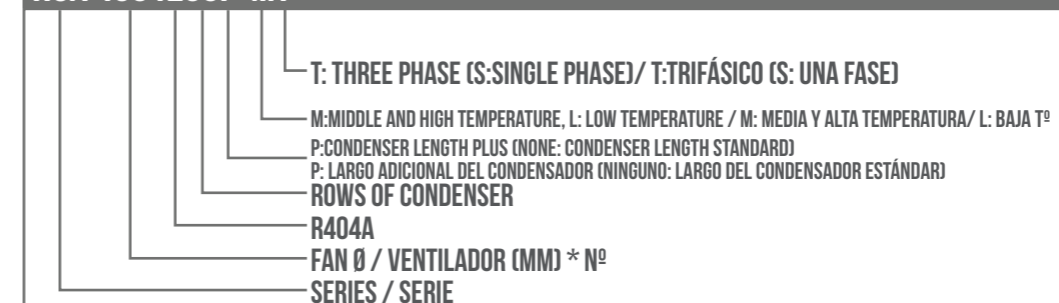 T: THREE PHASE (S:SINGLE PHASE)/ T:TRIFÁSICO (S: UNA FASE)
M:MIDDLE AND HIGH TEMPERATURE, L: LOW TEMPERATURE / M: MEDIA Y ALTA TEMPERATURA/ L: BAJA Tº
P:CONDENSER LENGTH PLUS (NONE: CONDENSER LENGTH STANDARD)
P: LARGO ADICIONAL DEL CONDENSADOR (NINGUNO: LARGO DEL CONDENSADOR ESTÁNDAR)
ROWS OF CONDENSER
R404A
FAN Ø / VENTILADOR (MM) * Nº
SERIES / SERIE